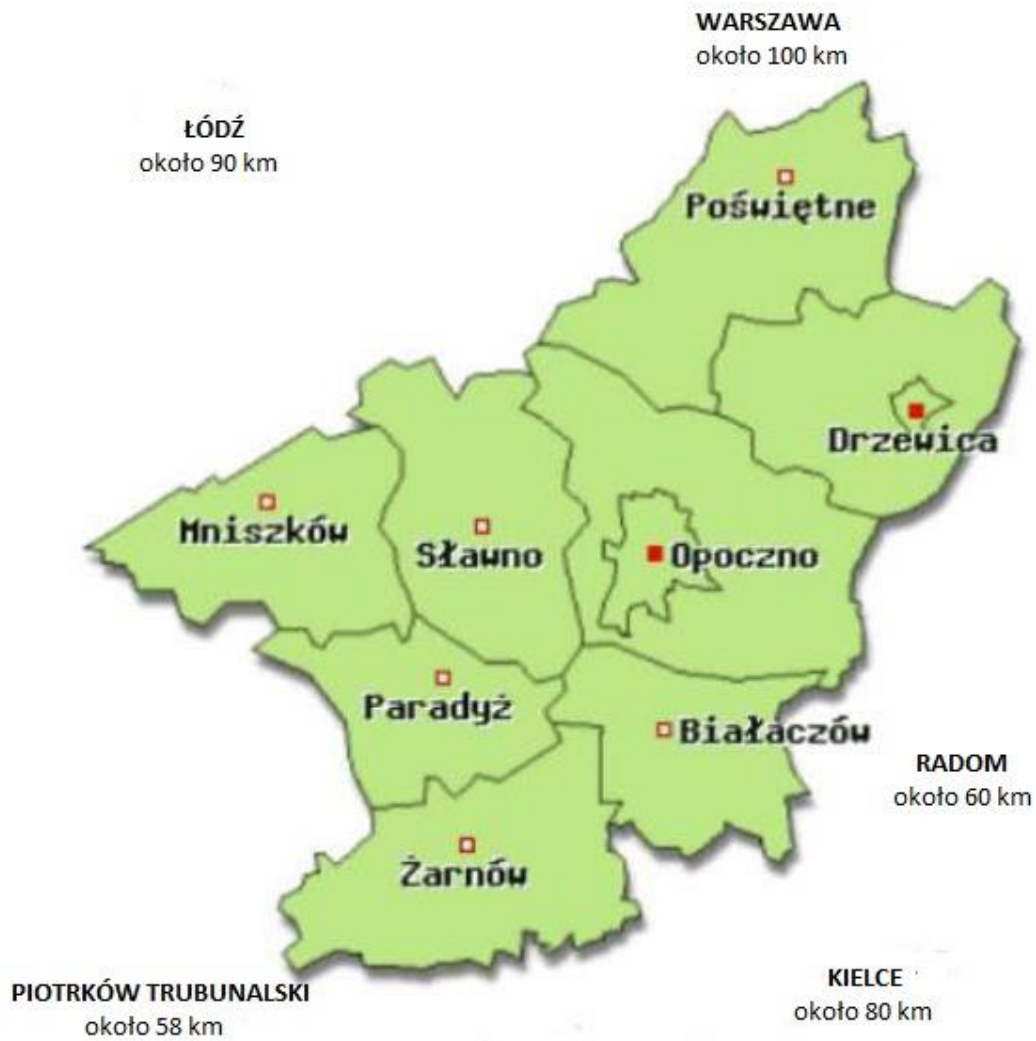 WARSZAWA
około 100 km
ŁÓDŹ
około 90 km
Poświętne
Drzewica
Mniszków
Sławno
Opoczno
Paradyż
Białaczów
RADOM
około 60 km
Żarnów
PIOTRKÓW TRUBUNALSKI
około 58 km
KIELCE
około 80 km